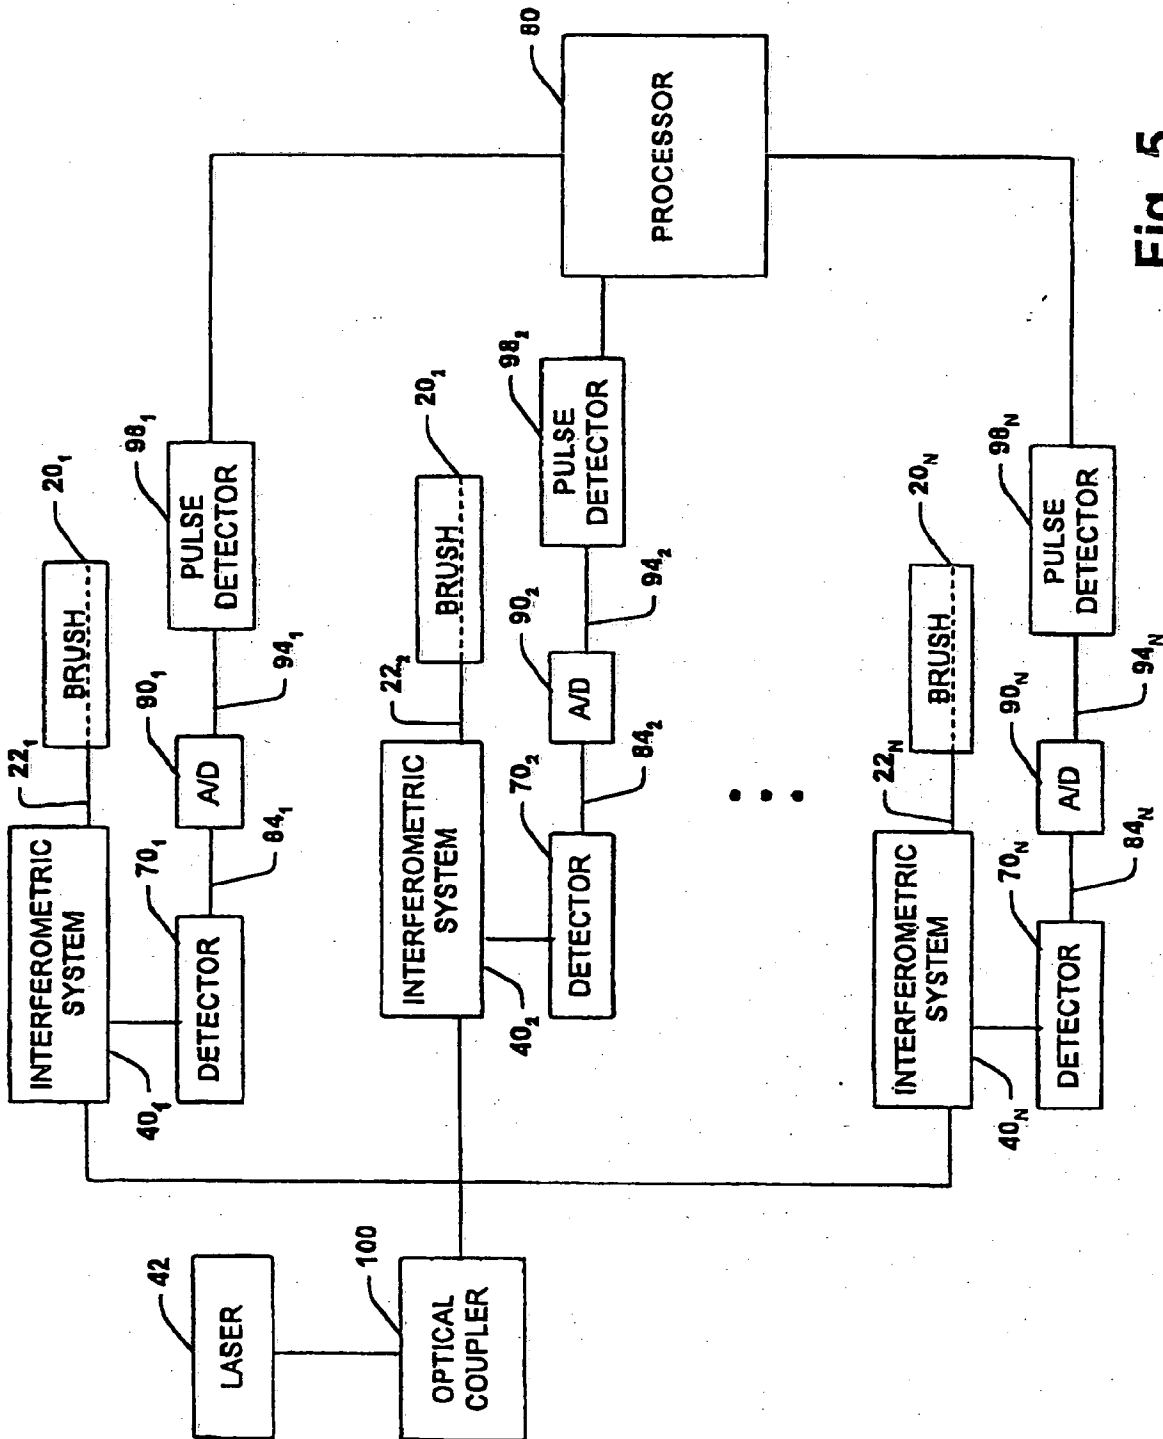 INTERFEROMETRIC
SYSTEM
22₁
BRUSH
20₁
40₁
DETECTOR
70₁
84₁
A/D
90₁
94₁
PULSE
DETECTOR
98₁
LASER
42
OPTICAL
COUPLER
100
INTERFEROMETRIC
SYSTEM
22₂
BRUSH
20₁
40₂
DETECTOR
70₂
84₂
A/D
90₂
94₂
PULSE
DETECTOR
98₂
PROCESSOR
80
INTERFEROMETRIC
SYSTEM
22ₙ
BRUSH
20ₙ
40ₙ
DETECTOR
70ₙ
84ₙ
A/D
90ₙ
94ₙ
PULSE
DETECTOR
98ₙ
Fig. 5